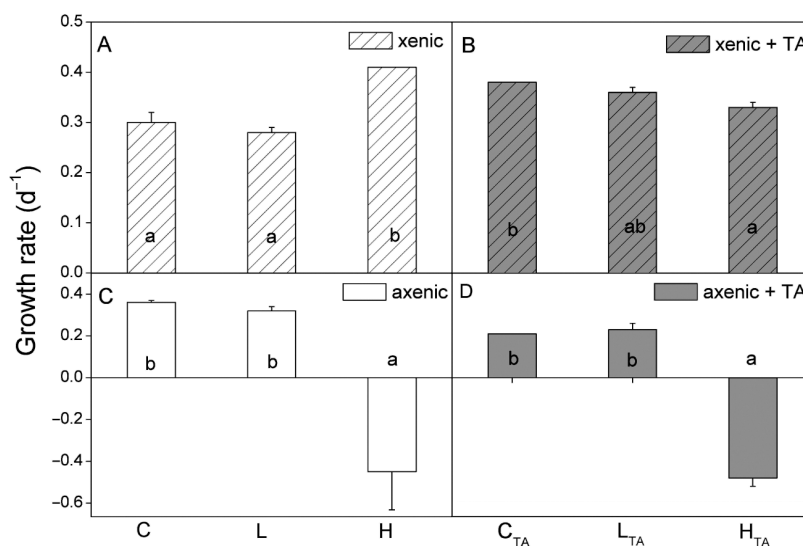 Growth rate (d⁻¹)
A
xenic
0.5
0.4
0.3
0.2
0.1
0.0
a
a
b
B
xenic + TA
b
ab
a
C
axenic
0.4
0.2
0.0
−0.2
−0.4
−0.6
b
b
a
D
axenic + TA
b
b
a
C
L
H
C_TA
L_TA
H_TA